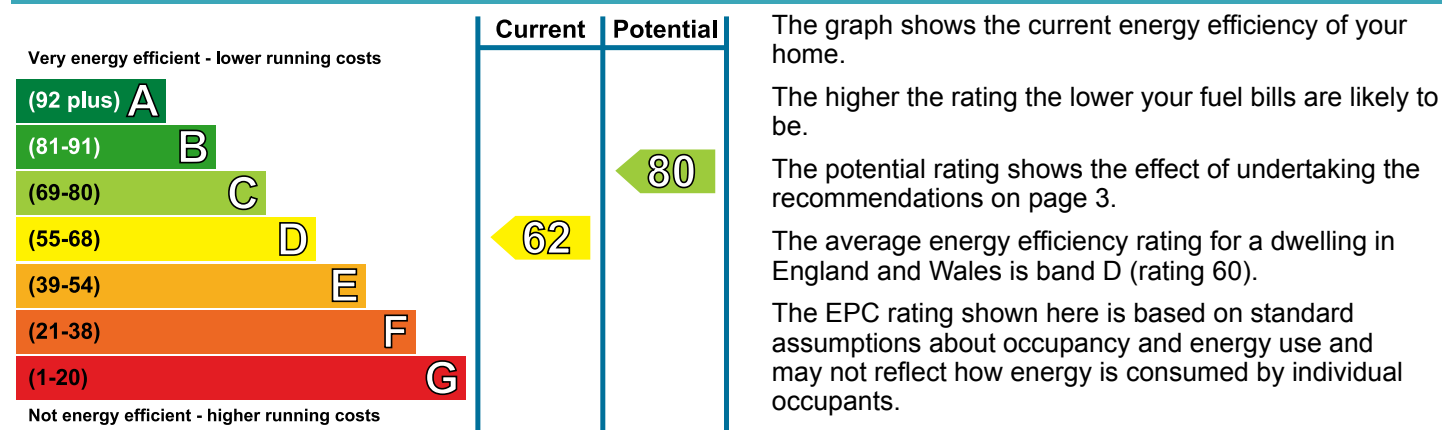 Current Potential
Very energy efficient - lower running costs
(92 plus) A
(81-91) B
(69-80) C
(55-68) D
(39-54) E
(21-38) F
(1-20) G
Not energy efficient - higher running costs
62
80
The graph shows the current energy efficiency of your
home.
The higher the rating the lower your fuel bills are likely to
be.
The potential rating shows the effect of undertaking the
recommendations on page 3.
The average energy efficiency rating for a dwelling in
England and Wales is band D (rating 60).
The EPC rating shown here is based on standard
assumptions about occupancy and energy use and
may not reflect how energy is consumed by individual
occupants.